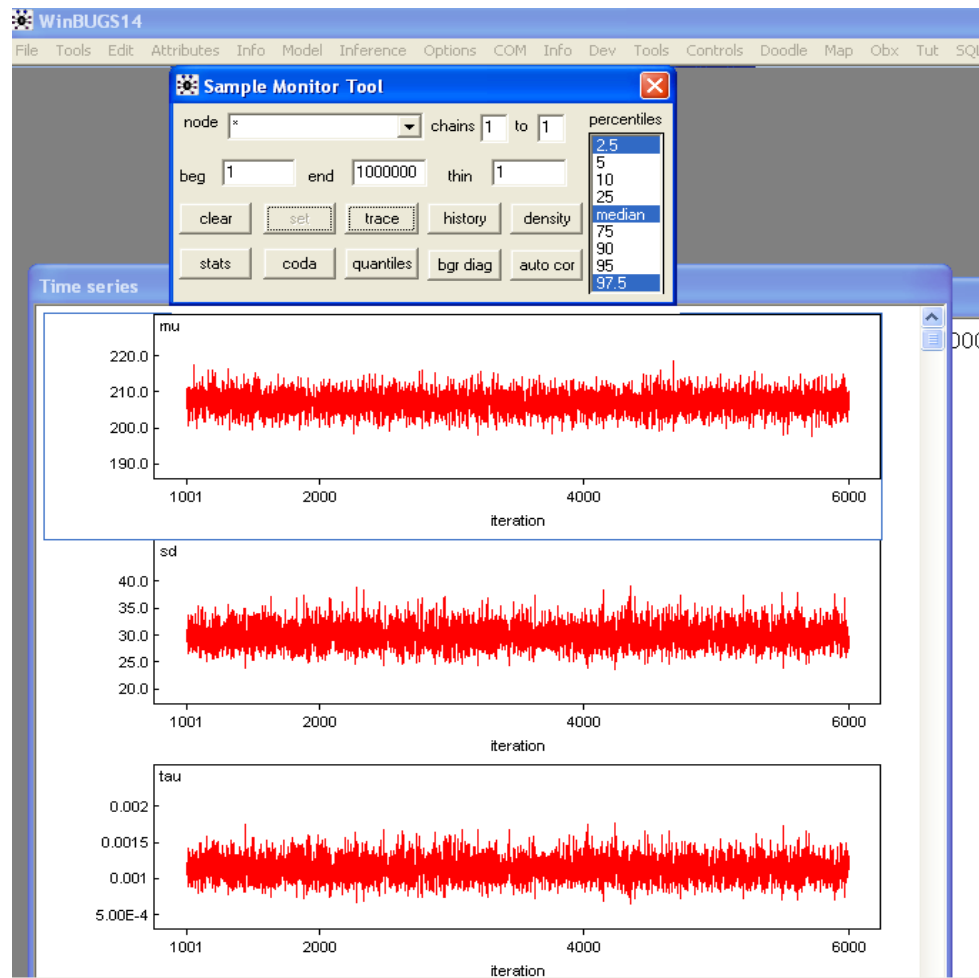 WinBUGS14
File Tools Edit Attributes Info Model Inference Options COM Info Dev Tools Controls Doodle Map Obx Tut SQL
Sample Monitor Tool
node * chains 1 to 1 percentiles
2.5
5
10
25
median
75
90
95
97.5
beg 1 end 1000000 thin 1
clear set trace history density
stats coda quantiles bgr diag auto cor
Time series
mu
220.0
210.0
200.0
190.0
1001 2000 4000 6000
iteration
sd
40.0
35.0
30.0
25.0
20.0
1001 2000 4000 6000
iteration
tau
0.002
0.0015
0.001
5.00E-4
1001 2000 4000 6000
iteration